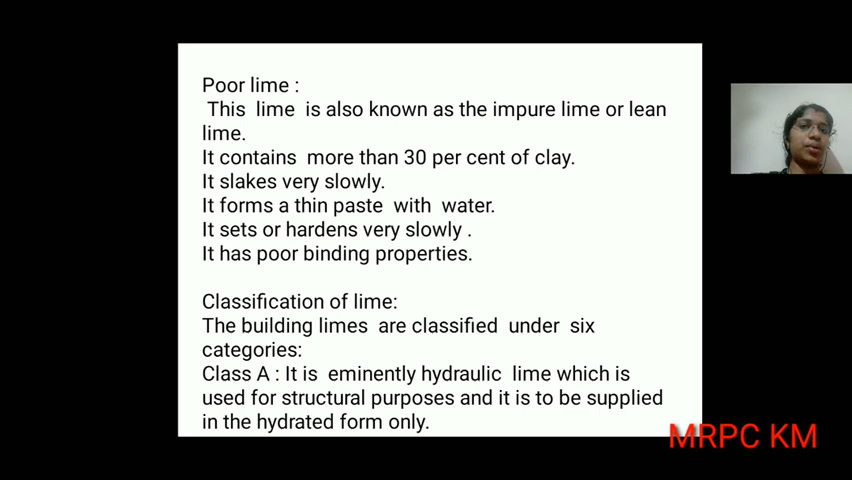 Poor lime :
This lime is also known as the impure lime or lean
lime.
It contains more than 30 per cent of clay.
It slakes very slowly.
It forms a thin paste with water.
It sets or hardens very slowly .
It has poor binding properties.
Classification of lime:
The building limes are classified under six
categories:
Class A : It is eminently hydraulic lime which is
used for structural purposes and it is to be supplied
in the hydrated form only.
MRPC KM